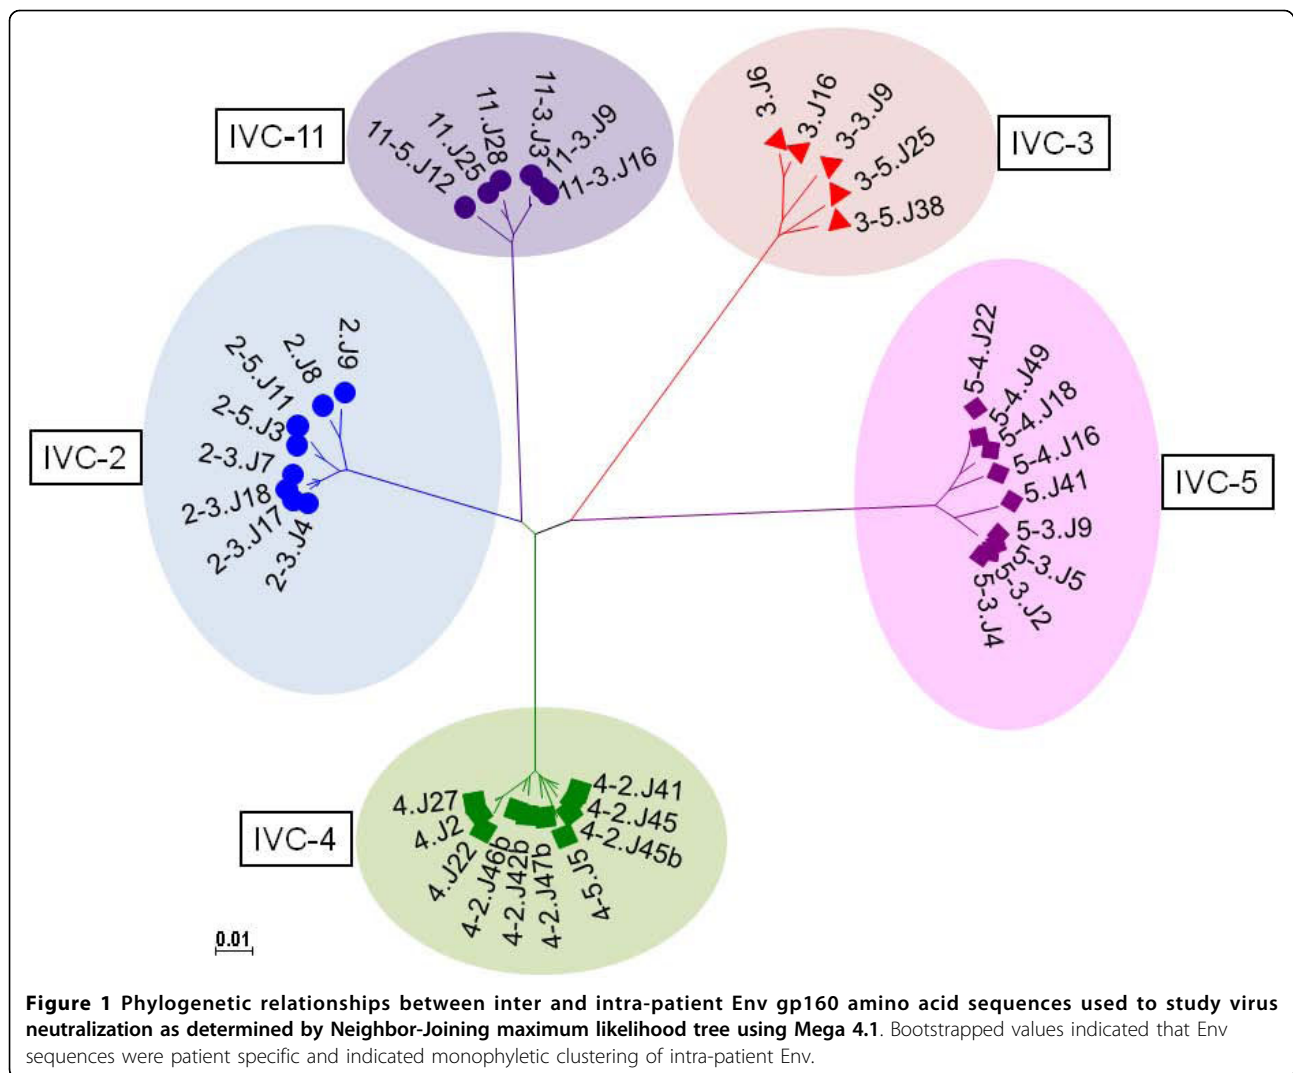 IVC-11
11-5.J12
11.J25
11.J28
11-3.J3
11-3.J9
11-3.J16
IVC-3
3.J6
3.J16
3-3.J9
3-5.J25
3-5.J38
IVC-2
2.J9
2.J8
2-5.J11
2-5.J3
2-3.J7
2-3.J18
2-3.J17
2-3.J4
IVC-5
5-4.J22
5-4.J49
5-4.J18
5-4.J16
5.J41
5-3.J9
5-3.J5
5-3.J2
5-3.J4
IVC-4
4.J27
4.J2
4.J22
4-2.J46b
4-2.J42b
4-2.J47b
4-5.J5
4-2.J45b
4-2.J45
4-2.J41
0.01
Figure 1 Phylogenetic relationships between inter and intra-patient Env gp160 amino acid sequences used to study virus
neutralization as determined by Neighbor-Joining maximum likelihood tree using Mega 4.1. Bootstrapped values indicated that Env
sequences were patient specific and indicated monophyletic clustering of intra-patient Env.